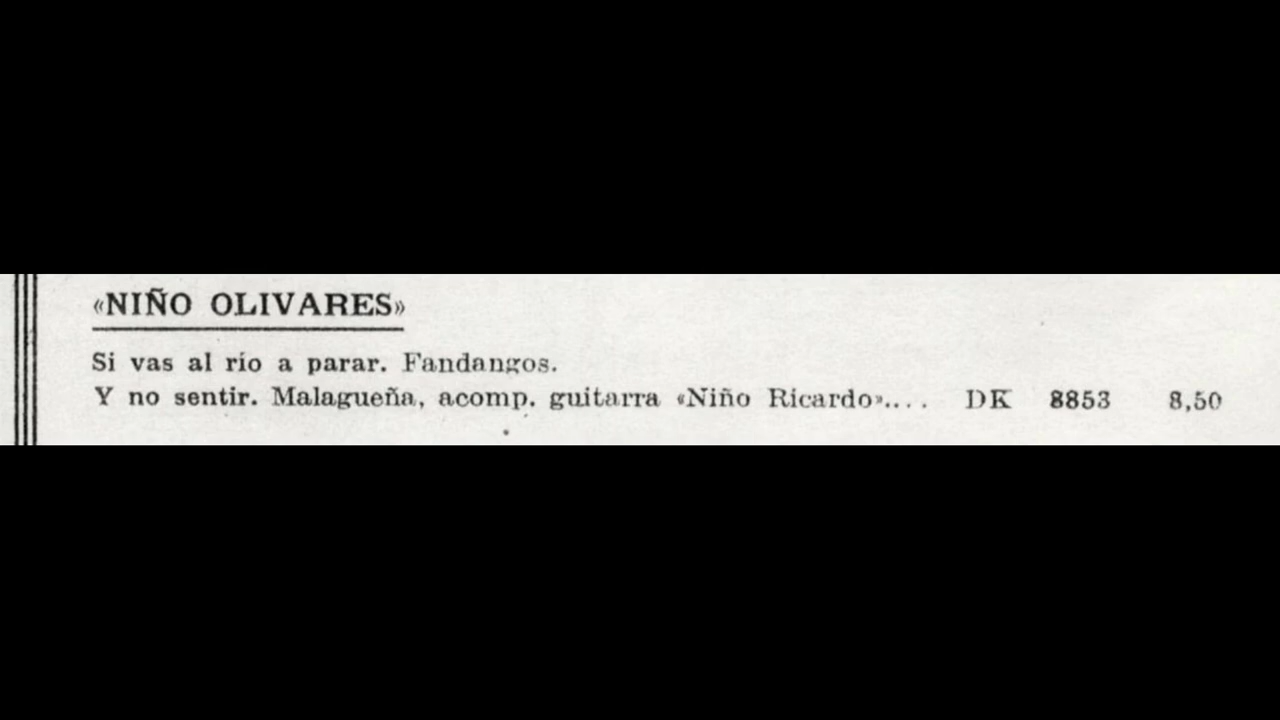 «NIÑO OLIVARES»
Si vas al río a parar. Fandangos.
Y no sentir. Malagueña, acomp. guitarra «Niño Ricardo».... DK 8853 8,50